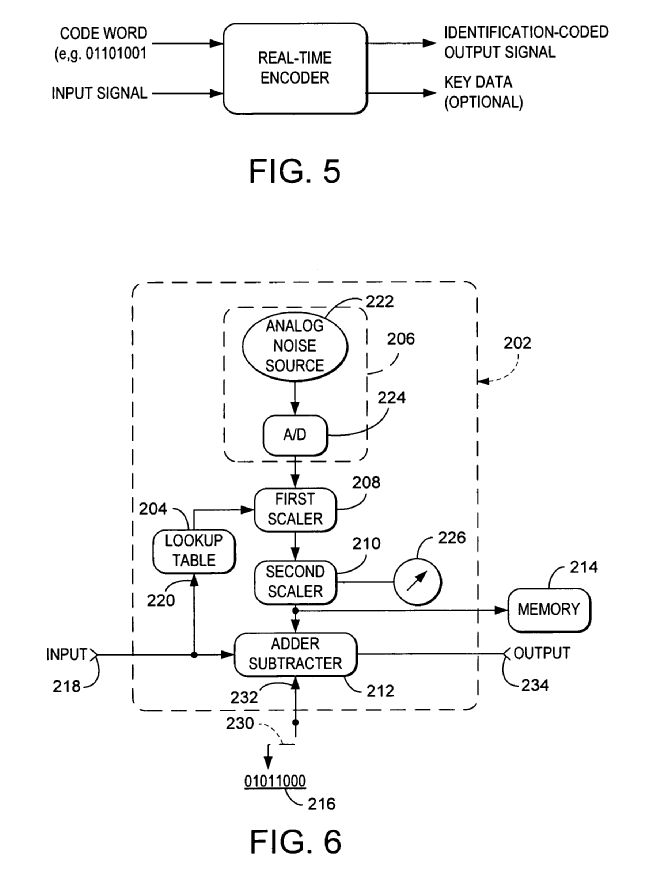 CODE WORD
(e,g. 01101001
INPUT SIGNAL
REAL-TIME
ENCODER
IDENTIFICATION-CODED
OUTPUT SIGNAL
KEY DATA
(OPTIONAL)
FIG. 5
222
ANALOG
NOISE
SOURCE
206
202
A/D
224
204
FIRST
SCALER
208
LOOKUP
TABLE
210
226
SECOND
SCALER
214
220
MEMORY
INPUT
ADDER
SUBTRACTER
OUTPUT
218
232
212
234
230
01011000
216
FIG. 6